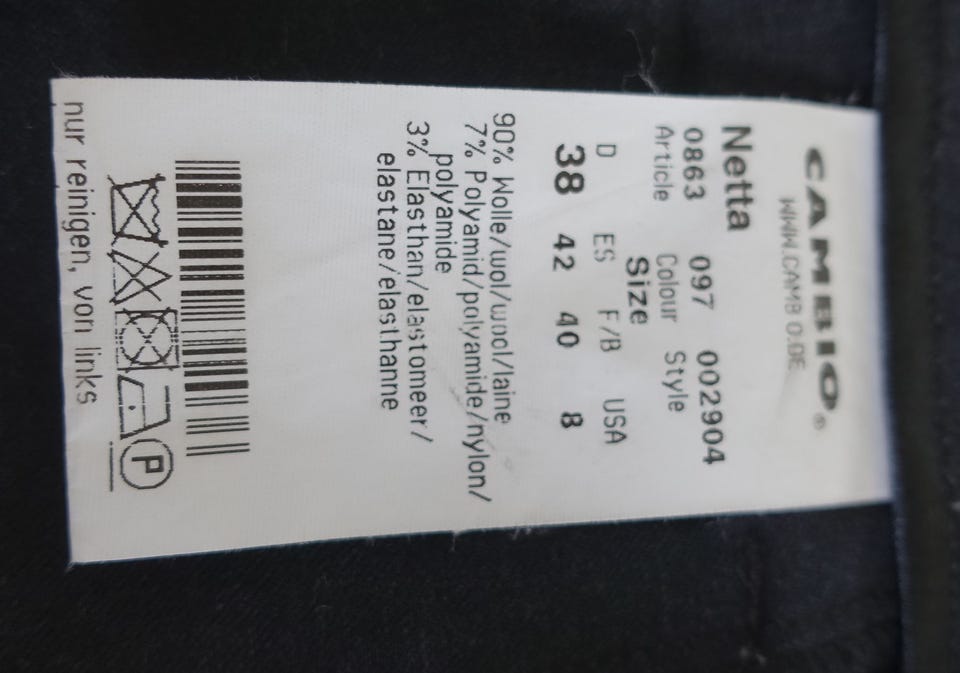 CAMBIO®
WWW.CAMBIO.DE
Netta
0863 097 002904
Article Colour Style
Size
D ES F/B USA
38 42 40 8
90% Wolle/wol/wool/laine
7% Polyamid/polyamide/nylon/
polyamide
3% Elasthan/elastomeer/
elastane/elasthanne
P
nur reinigen, von links